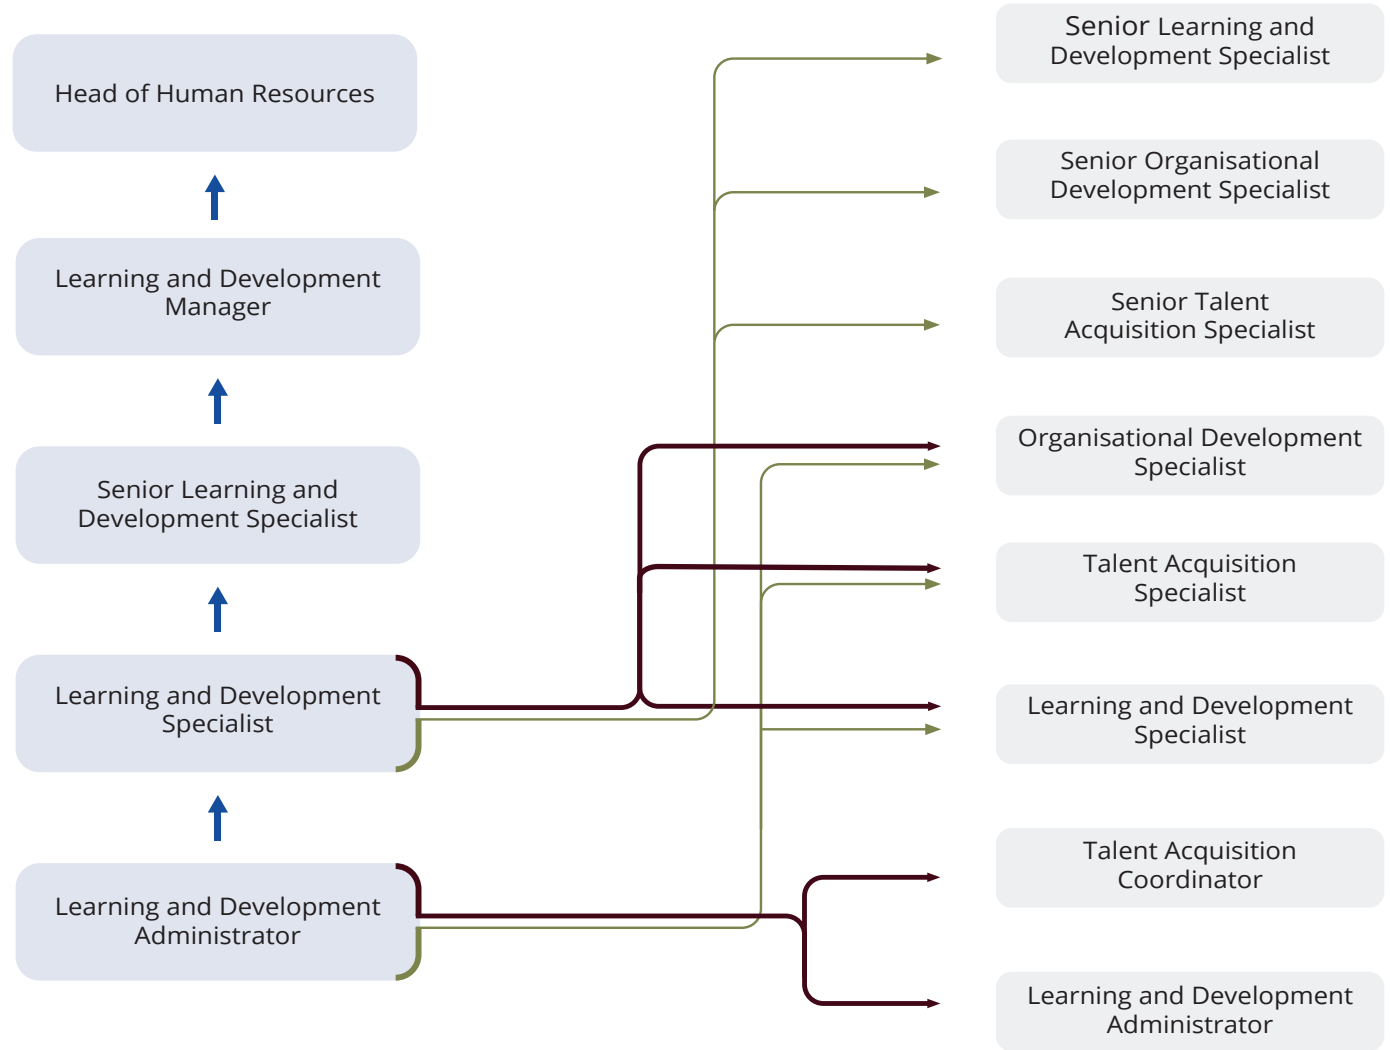 Head of Human Resources
Learning and Development
Manager
Senior Learning and
Development Specialist
Learning and Development
Specialist
Learning and Development
Administrator
Senior Learning and
Development Specialist
Senior Organisational
Development Specialist
Senior Talent
Acquisition Specialist
Organisational Development
Specialist
Talent Acquisition
Specialist
Learning and Development
Specialist
Talent Acquisition
Coordinator
Learning and Development
Administrator